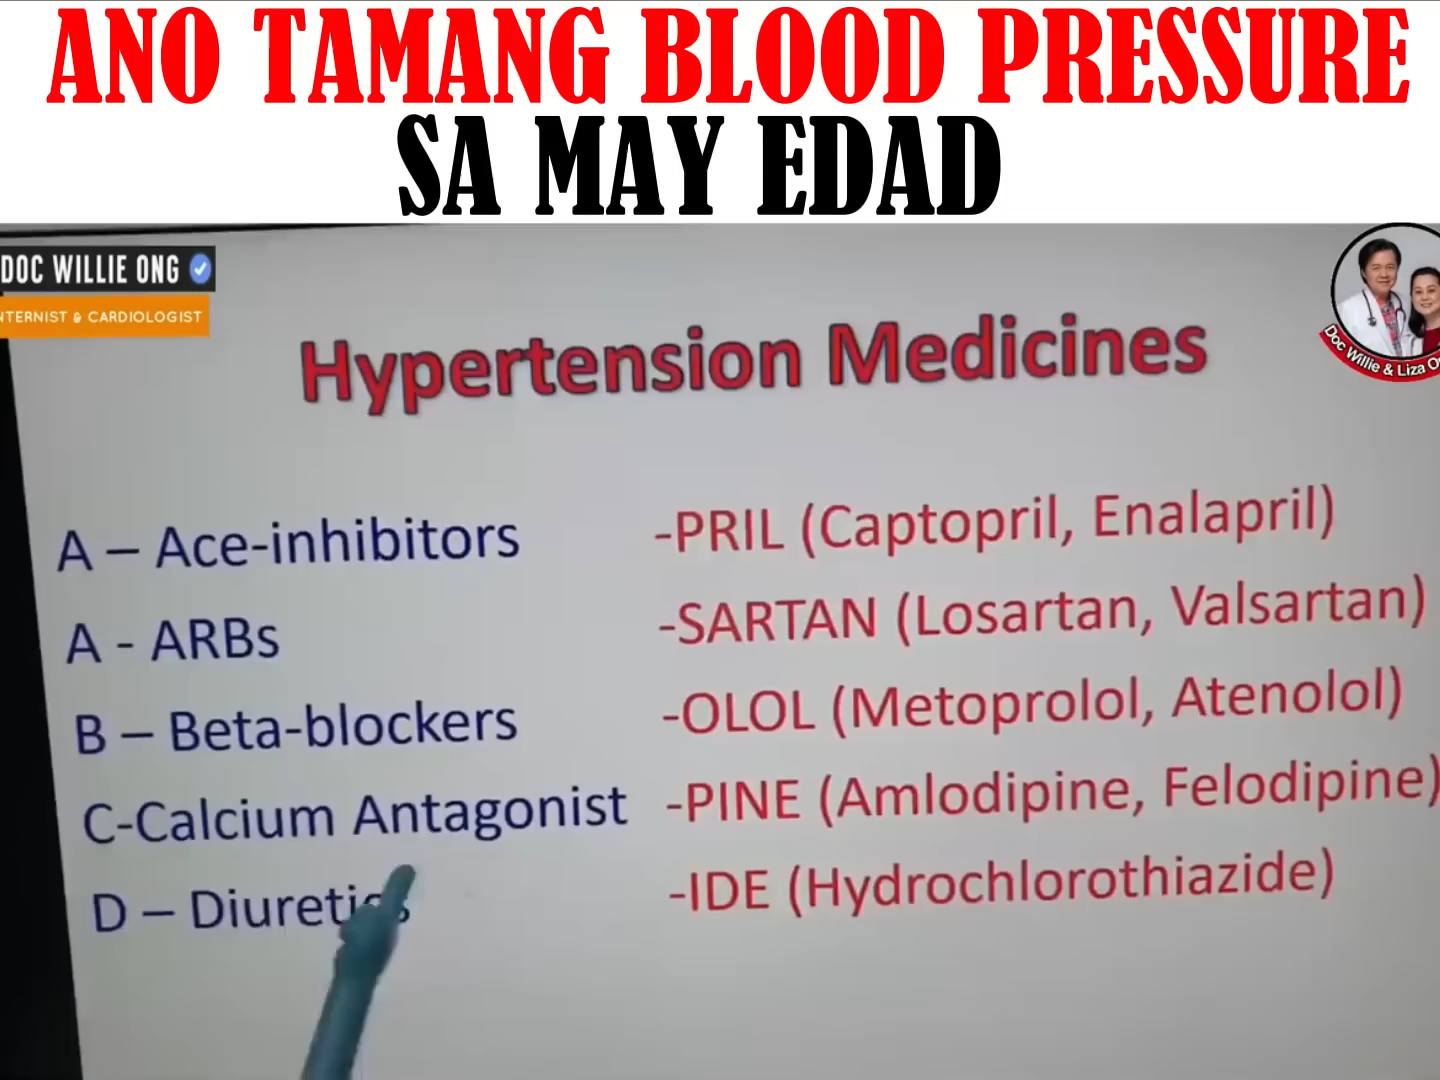 ANO TAMANG BLOOD PRESSURE
SA MAY EDAD
DOC WILLIE ONG
NTERNIST & CARDIOLOGIST
Doc Willie & Liza O
Hypertension Medicines
A – Ace-inhibitors -PRIL (Captopril, Enalapril)
A - ARBs -SARTAN (Losartan, Valsartan)
B – Beta-blockers -OLOL (Metoprolol, Atenolol)
C-Calcium Antagonist -PINE (Amlodipine, Felodipine)
D – Diuretics -IDE (Hydrochlorothiazide)